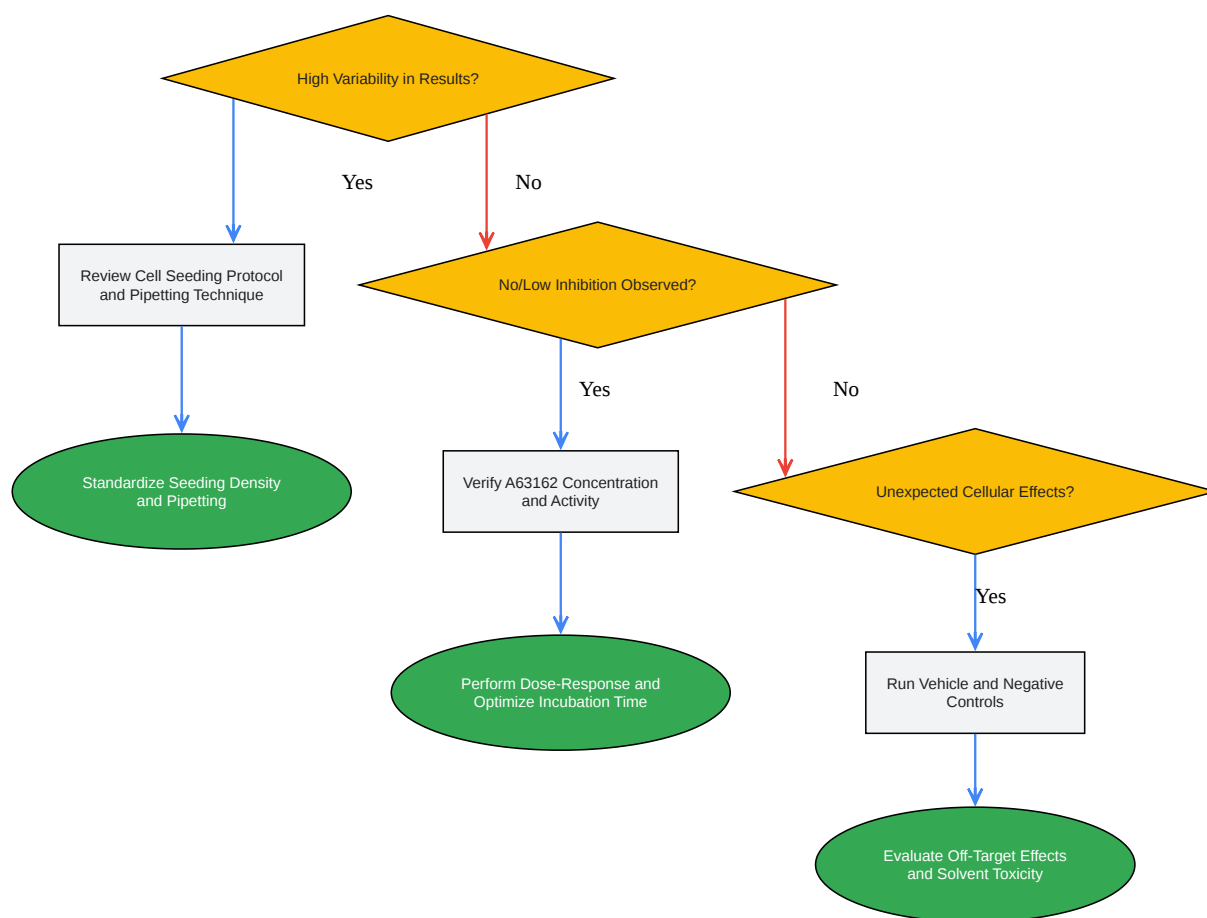 High Variability in Results?
Yes
No
Review Cell Seeding Protocol
and Pipetting Technique
No/Low Inhibition Observed?
Yes
No
Standardize Seeding Density
and Pipetting
Verify A63162 Concentration
and Activity
Unexpected Cellular Effects?
Yes
Perform Dose-Response and
Optimize Incubation Time
Run Vehicle and Negative
Controls
Evaluate Off-Target Effects
and Solvent Toxicity